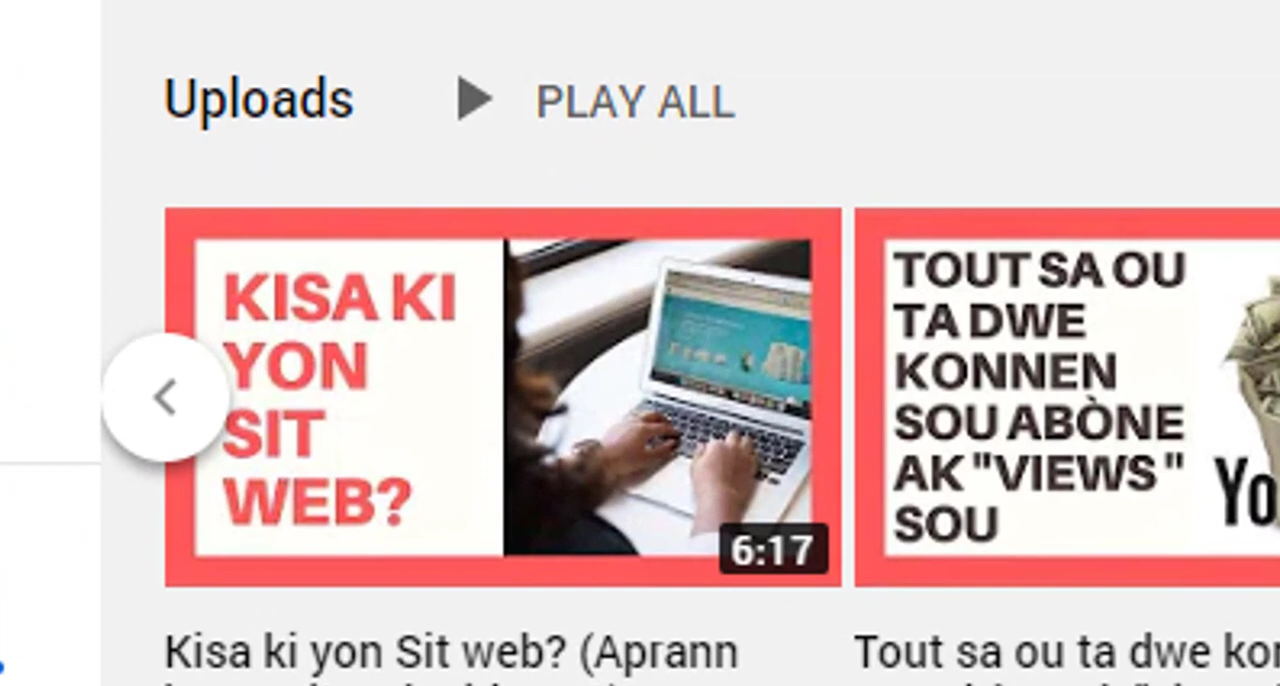 Uploads
PLAY ALL
KISA KI
YON
SIT
WEB?
6:17
TOUT SA OU
TA DWE
KONNEN
SOU ABÒNE
AK "VIEWS "
SOU
Kisa ki yon Sit web? (Aprann
Tout sa ou ta dwe